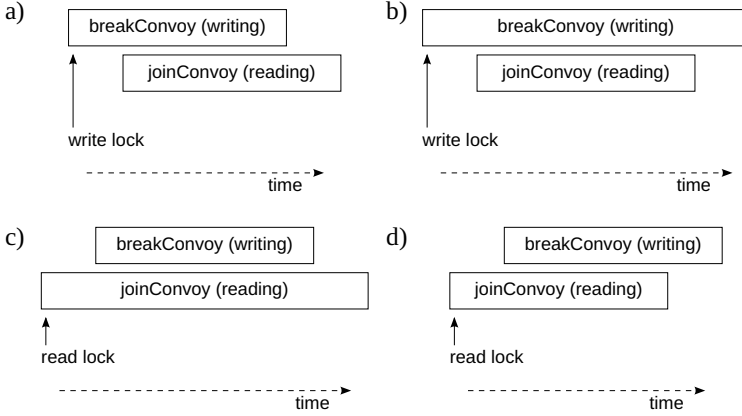 a)
breakConvoy (writing)
joinConvoy (reading)
write lock
time
b)
breakConvoy (writing)
joinConvoy (reading)
write lock
time
c)
breakConvoy (writing)
joinConvoy (reading)
read lock
time
d)
breakConvoy (writing)
joinConvoy (reading)
read lock
time